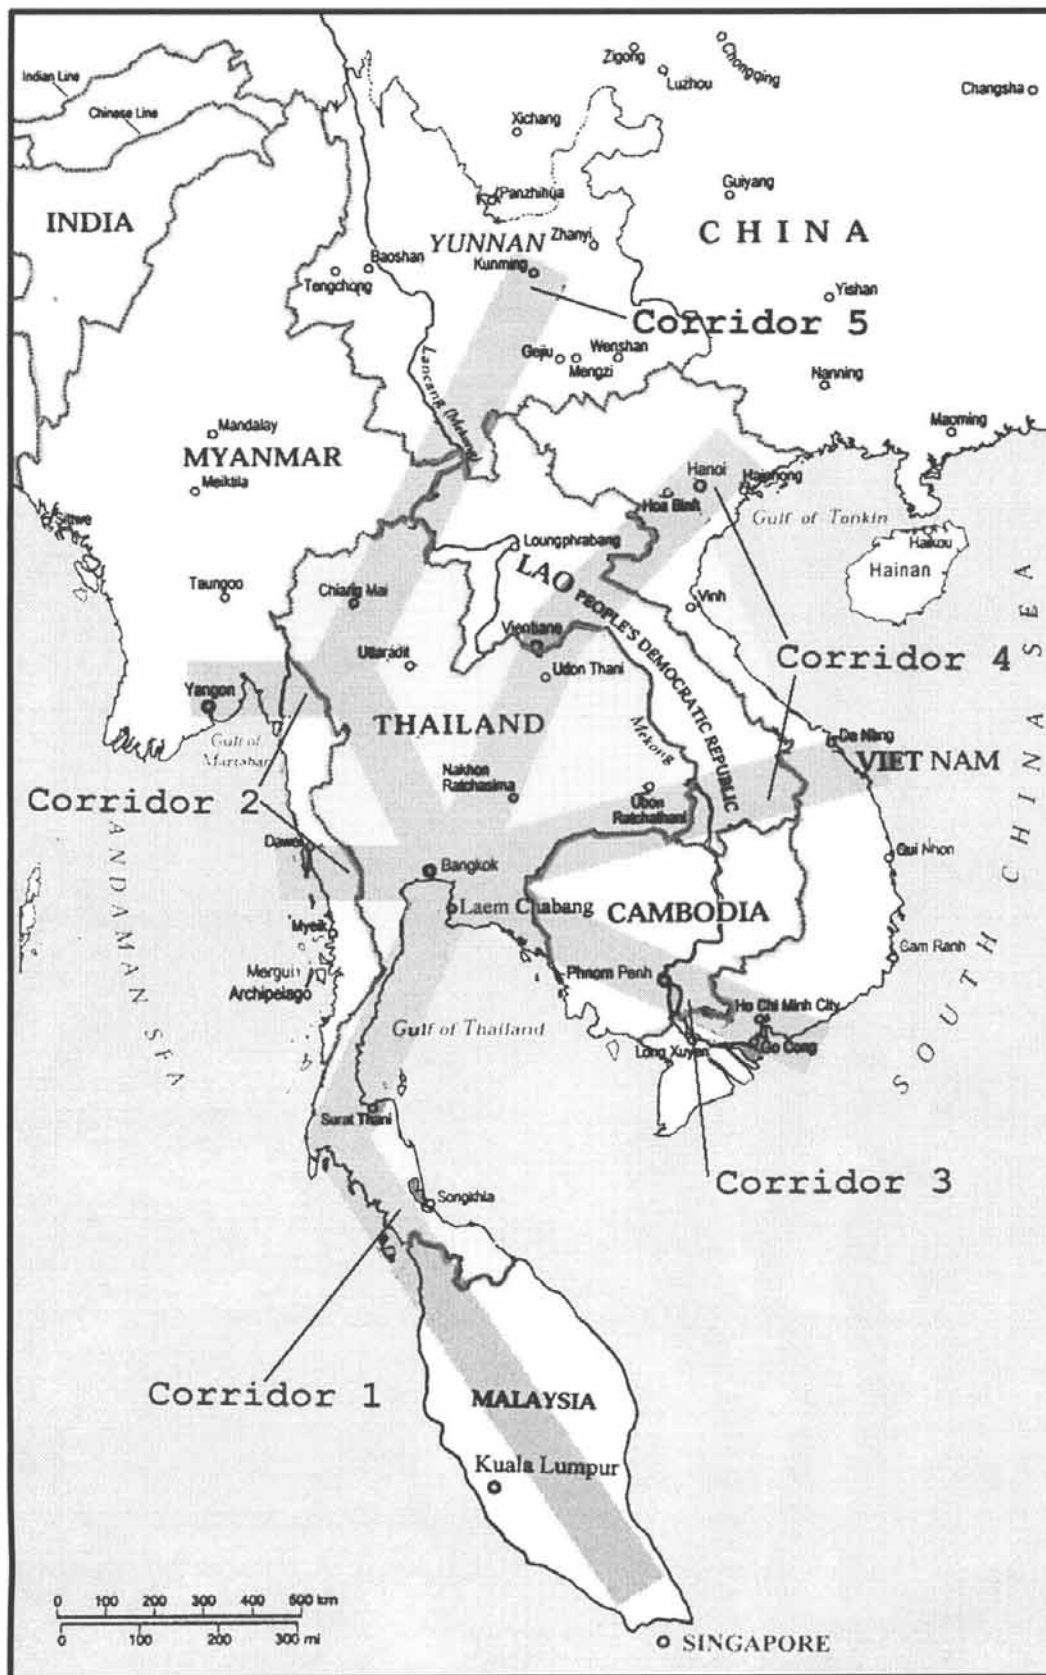 Zigong
Luzhou
Chongqing
Changsha
Indian Line
Chinese Line
Xichang
Panzhihua
Guiyang
INDIA
YUNNAN
Zhanyi
CHINA
Baoshan
Kunming
Tengchong
Yishan
Corridor 5
Gejiu
Wenshan
Mengzi
Nanning
Lancang (Mekong)
Maoming
Mandalay
MYANMAR
Meiktila
Hanoi
Haiphong
Hoa Binh
Sittwe
Gulf of Tonkin
Loungphrabang
Haikou
Hainan
LAO PEOPLE'S DEMOCRATIC REPUBLIC
Taungoo
Chiang Mai
Vinh
Vientiane
Uttaradit
Udon Thani
Corridor 4
Yangon
THAILAND
Mekong
Da Nang
Gulf of
Martaban
VIET NAM
Nakhon
Ratchasima
Ubon
Ratchathani
Corridor 2
Dawei
Qui Nhon
Bangkok
Laem Chabang
CAMBODIA
Myeik
Cam Ranh
Mergui
Archipelago
Phnom Penh
Ho Chi Minh City
Gulf of Thailand
Long Xuyen
Go Cong
ANDAMAN SEA
SOUTH CHINA SEA
Surat Thani
Corridor 3
Songkhla
Corridor 1
MALAYSIA
Kuala Lumpur
0 100 200 300 400 500 km
0 100 200 300 mi
SINGAPORE